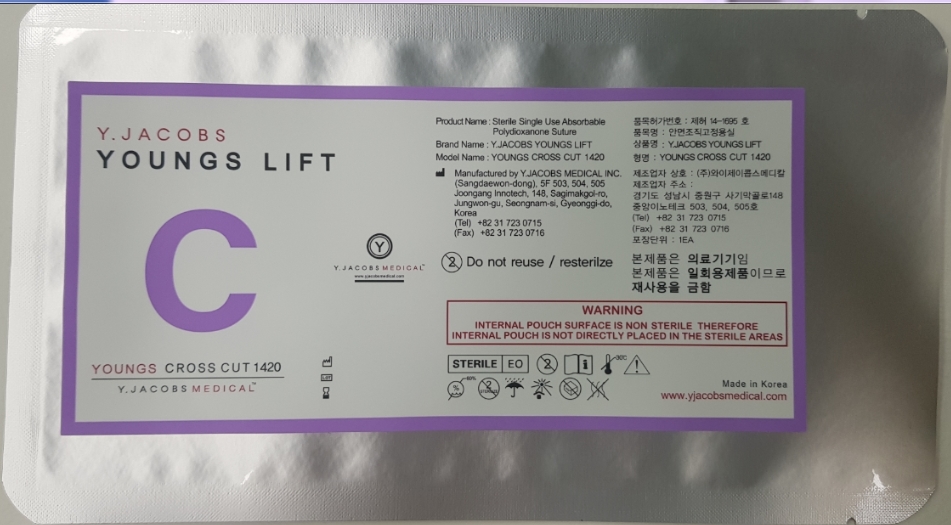 Y.JACOBS
YOUNGS LIFT
C
YOUNGS CROSS CUT 1420
Y.JACOBS MEDICAL™
Y
Y.JACOBS MEDICAL™
www.yjacobsmedical.com
LOT
Product Name : Sterile Single Use Absorbable
Polydioxanone Suture
Brand Name : Y.JACOBS YOUNGS LIFT
Model Name : YOUNGS CROSS CUT 1420
Manufactured by Y.JACOBS MEDICAL INC.
(Sangdaewon-dong), 5F 503, 504, 505
Joongang Innotech, 148, Sagimakgol-ro,
Jungwon-gu, Seongnam-si, Gyeonggi-do,
Korea
(Tel) +82 31 723 0715
(Fax) +82 31 723 0716
2 Do not reuse / resterilze
품목허가번호 : 제허 14-1695 호
품목명 : 안면조직고정용실
상품명 : Y.JACOBS YOUNGS LIFT
형명 : YOUNGS CROSS CUT 1420
제조업자 상호 : (주)와이제이콥스메디칼
제조업자 주소 :
경기도 성남시 중원구 사기막골로148
중앙이노테크 503, 504, 505호
(Tel) +82 31 723 0715
(Fax) +82 31 723 0716
포장단위 : 1EA
본제품은 의료기기임
본제품은 일회용제품이므로
재사용을 금함
WARNING
INTERNAL POUCH SURFACE IS NON STERILE THEREFORE
INTERNAL POUCH IS NOT DIRECTLY PLACED IN THE STERILE AREAS
STERILE EO 2 i 30C !
% 60% 2
Made in Korea
www.yjacobsmedical.com